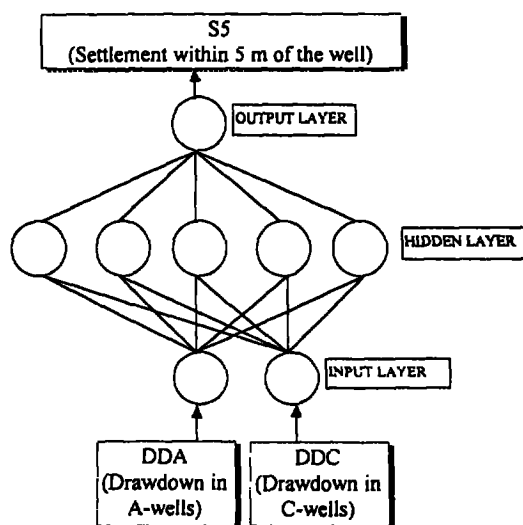 S5
(Settlement within 5 m of the well)
OUTPUT LAYER
HIDDEN LAYER
INPUT LAYER
DDA
(Drawdown in
A-wells)
DDC
(Drawdown in
C-wells)